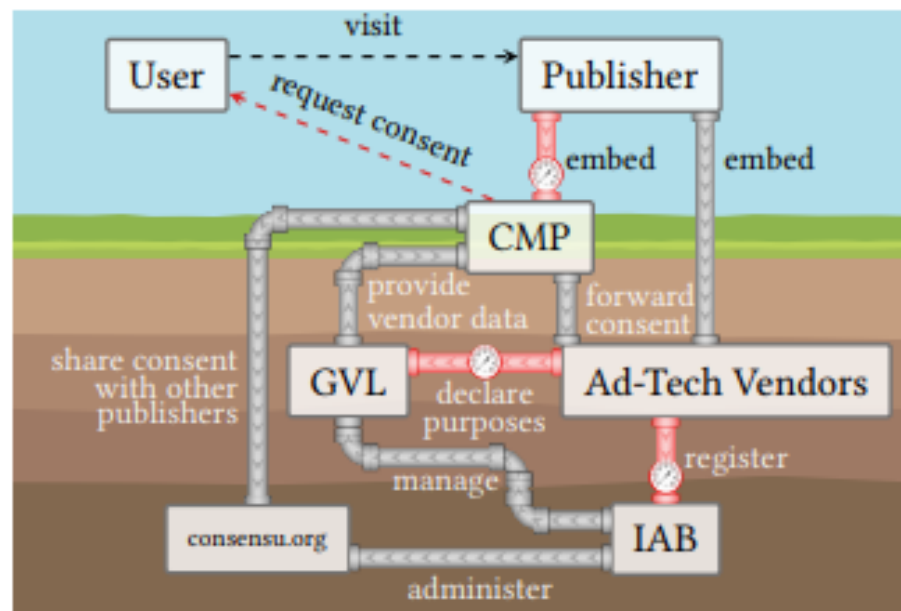 visit
User
Publisher
request consent
embed
embed
CMP
provide
vendor data
forward
consent
share consent
with other
publishers
GVL
Ad-Tech Vendors
declare
purposes
manage
register
consensu.org
IAB
administer